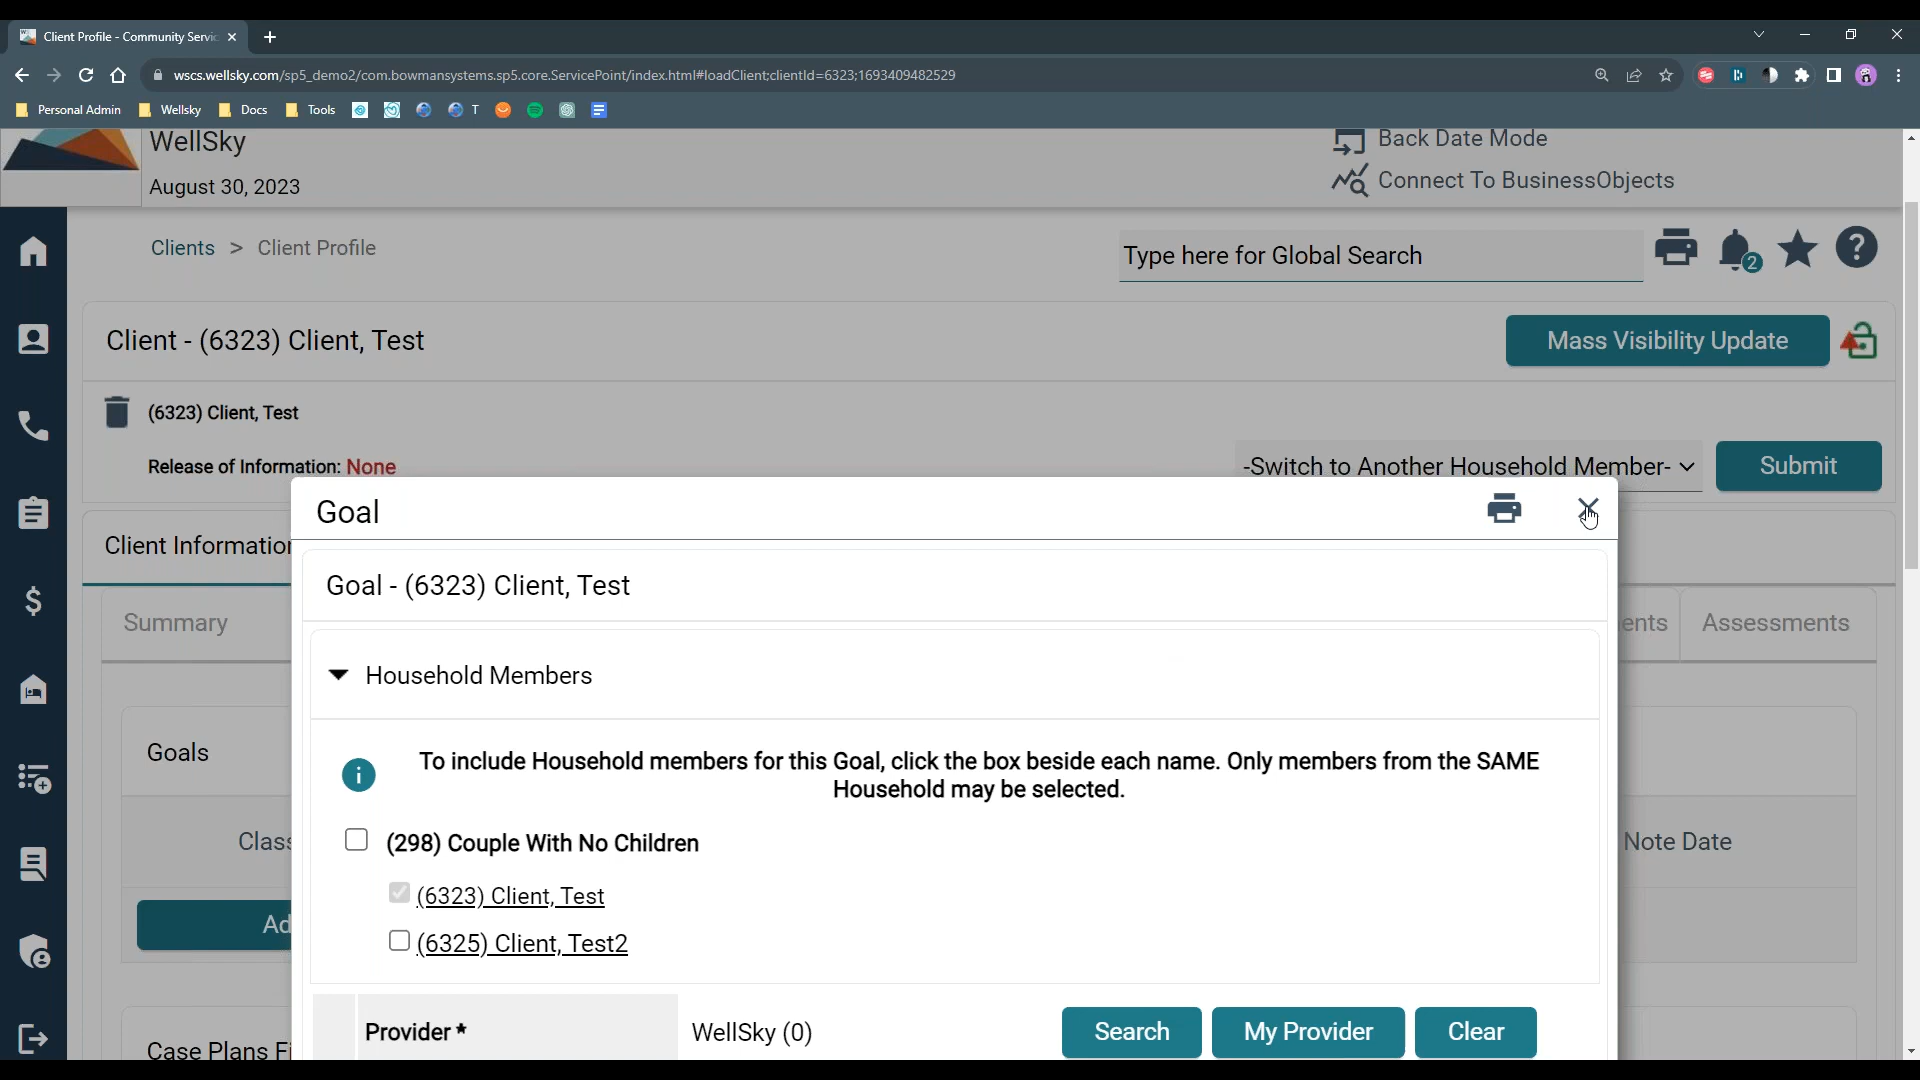 Client Profile - Community Servic
wscs.wellsky.com/sp5_demo2/com.bowmansystems.sp5.core.ServicePoint/index.html#loadClient;clientId=6323;1693409482529
Personal Admin
Wellsky
Docs
Tools
T
WellSky
August 30, 2023
Back Date Mode
Connect To BusinessObjects
Clients > Client Profile
Type here for Global Search
2
Client - (6323) Client, Test
Mass Visibility Update
(6323) Client, Test
Release of Information: None
-Switch to Another Household Member-
Submit
Client Information
Goal
Goal - (6323) Client, Test
Summary
ents
Assessments
Household Members
Goals
To include Household members for this Goal, click the box beside each name. Only members from the SAME
Household may be selected.
Class
(298) Couple With No Children
Note Date
(6323) Client, Test
Ad
(6325) Client, Test2
Provider *
WellSky (0)
Search
My Provider
Clear
Case Plans Fi